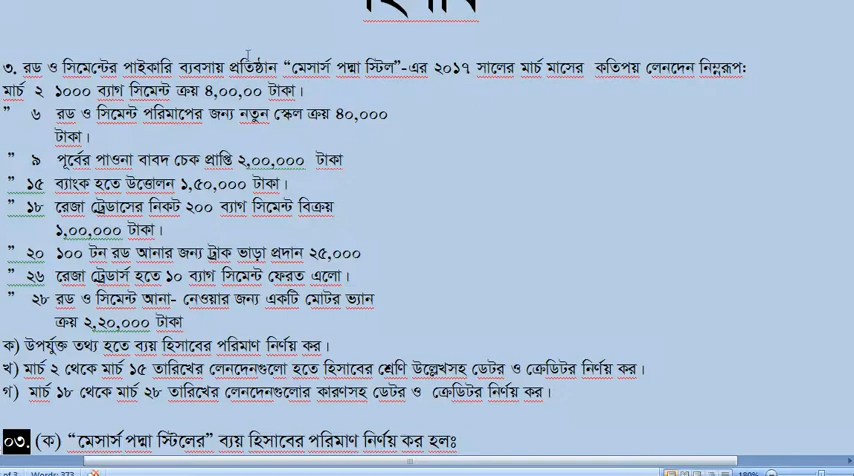 হিসাব
৩. রড ও সিমেন্টের পাইকারি ব্যবসায় প্রতিষ্ঠান “মেসার্স পদ্মা স্টিল”-এর ২০১৭ সালের মার্চ মাসের কতিপয় লেনদেন নিম্নরূপ:
মার্চ ২ ১০০০ ব্যাগ সিমেন্ট ক্রয় ৪,০০,০০ টাকা।
” ৬ রড ও সিমেন্ট পরিমাপের জন্য নতুন স্কেল ক্রয় ৪০,০০০
টাকা।
” ৯ পূর্বের পাওনা বাবদ চেক প্রাপ্তি ২,০০,০০০ টাকা
” ১৫ ব্যাংক হতে উত্তোলন ১,৫০,০০০ টাকা।
” ১৮ রেজা ট্রেডাসের নিকট ২০০ ব্যাগ সিমেন্ট বিক্রয়
১,০০,০০০ টাকা।
” ২০ ১০০ টন রড আনার জন্য ট্রাক ভাড়া প্রদান ২৫,০০০
” ২৬ রেজা ট্রেডার্স হতে ১০ ব্যাগ সিমেন্ট ফেরত এলো।
” ২৮ রড ও সিমেন্ট আনা- নেওয়ার জন্য একটি মোটর ভ্যান
ক্রয় ২,২০,০০০ টাকা
ক) উপর্যুক্ত তথ্য হতে ব্যয় হিসাবের পরিমাণ নির্ণয় কর।
খ) মার্চ ২ থেকে মার্চ ১৫ তারিখের লেনদেনগুলো হতে হিসাবের শ্রেণি উল্লেখসহ ডেটর ও ক্রেডিটর নির্ণয় কর।
গ) মার্চ ১৮ থেকে মার্চ ২৮ তারিখের লেনদেনগুলোর কারণসহ ডেটর ও ক্রেডিটর নির্ণয় কর।
০৩. (ক) “মেসার্স পদ্মা স্টিলের” ব্যয় হিসাবের পরিমাণ নির্ণয় কর হলঃ
of 3 Words: 373 180%